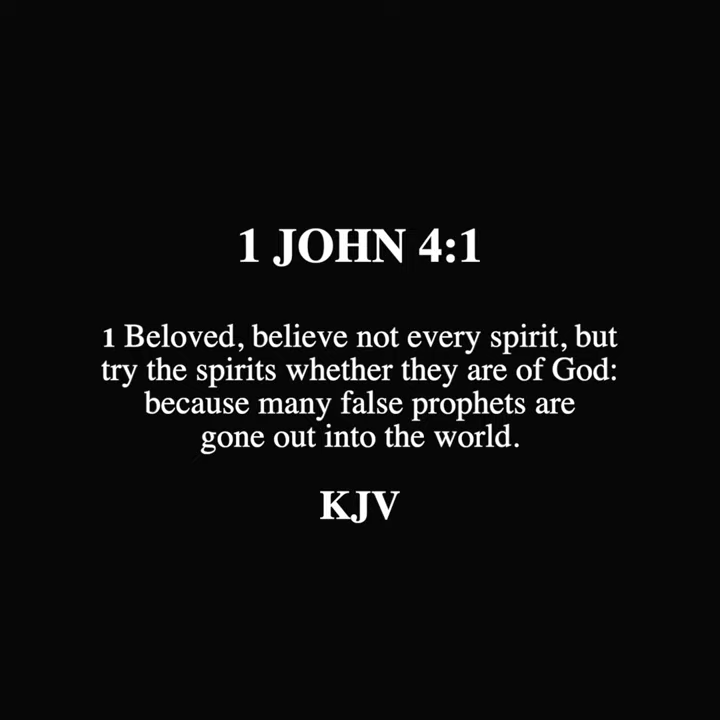 1 JOHN 4:1
1 Beloved, believe not every spirit, but
try the spirits whether they are of God:
because many false prophets are
gone out into the world.
KJV